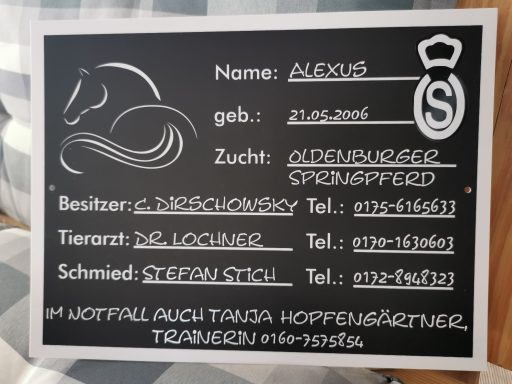 Name: ALEXUS
S
geb.: 21.05.2006
Zucht: OLDENBURGER
SPRINGPFERD
Besitzer: C. DIRSCHOWSKY Tel.: 0175-6165633
Tierarzt: DR. LOCHNER Tel.: 0170-1630603
Schmied: STEFAN STICH Tel.: 0172-8948323
IM NOTFALL AUCH TANJA HOPFENGÄRTNER,
TRAINERIN 0160-7575854